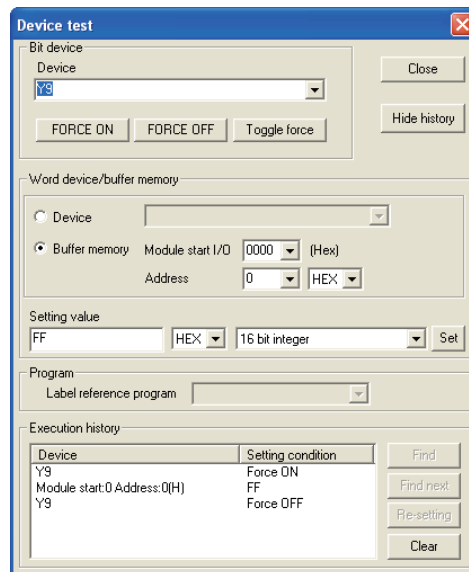 Device test
Bit device
Device
Y9
Close
FORCE ON FORCE OFF Toggle force
Hide history
Word device/buffer memory
Device
Buffer memory Module start I/O 0000 (Hex)
Address 0 HEX
Setting value
FF HEX 16 bit integer Set
Program
Label reference program
Execution history
Device Setting condition
Y9 Force ON
Module start:0 Address:0(H) FF
Y9 Force OFF
Find
Find next
Re-setting
Clear